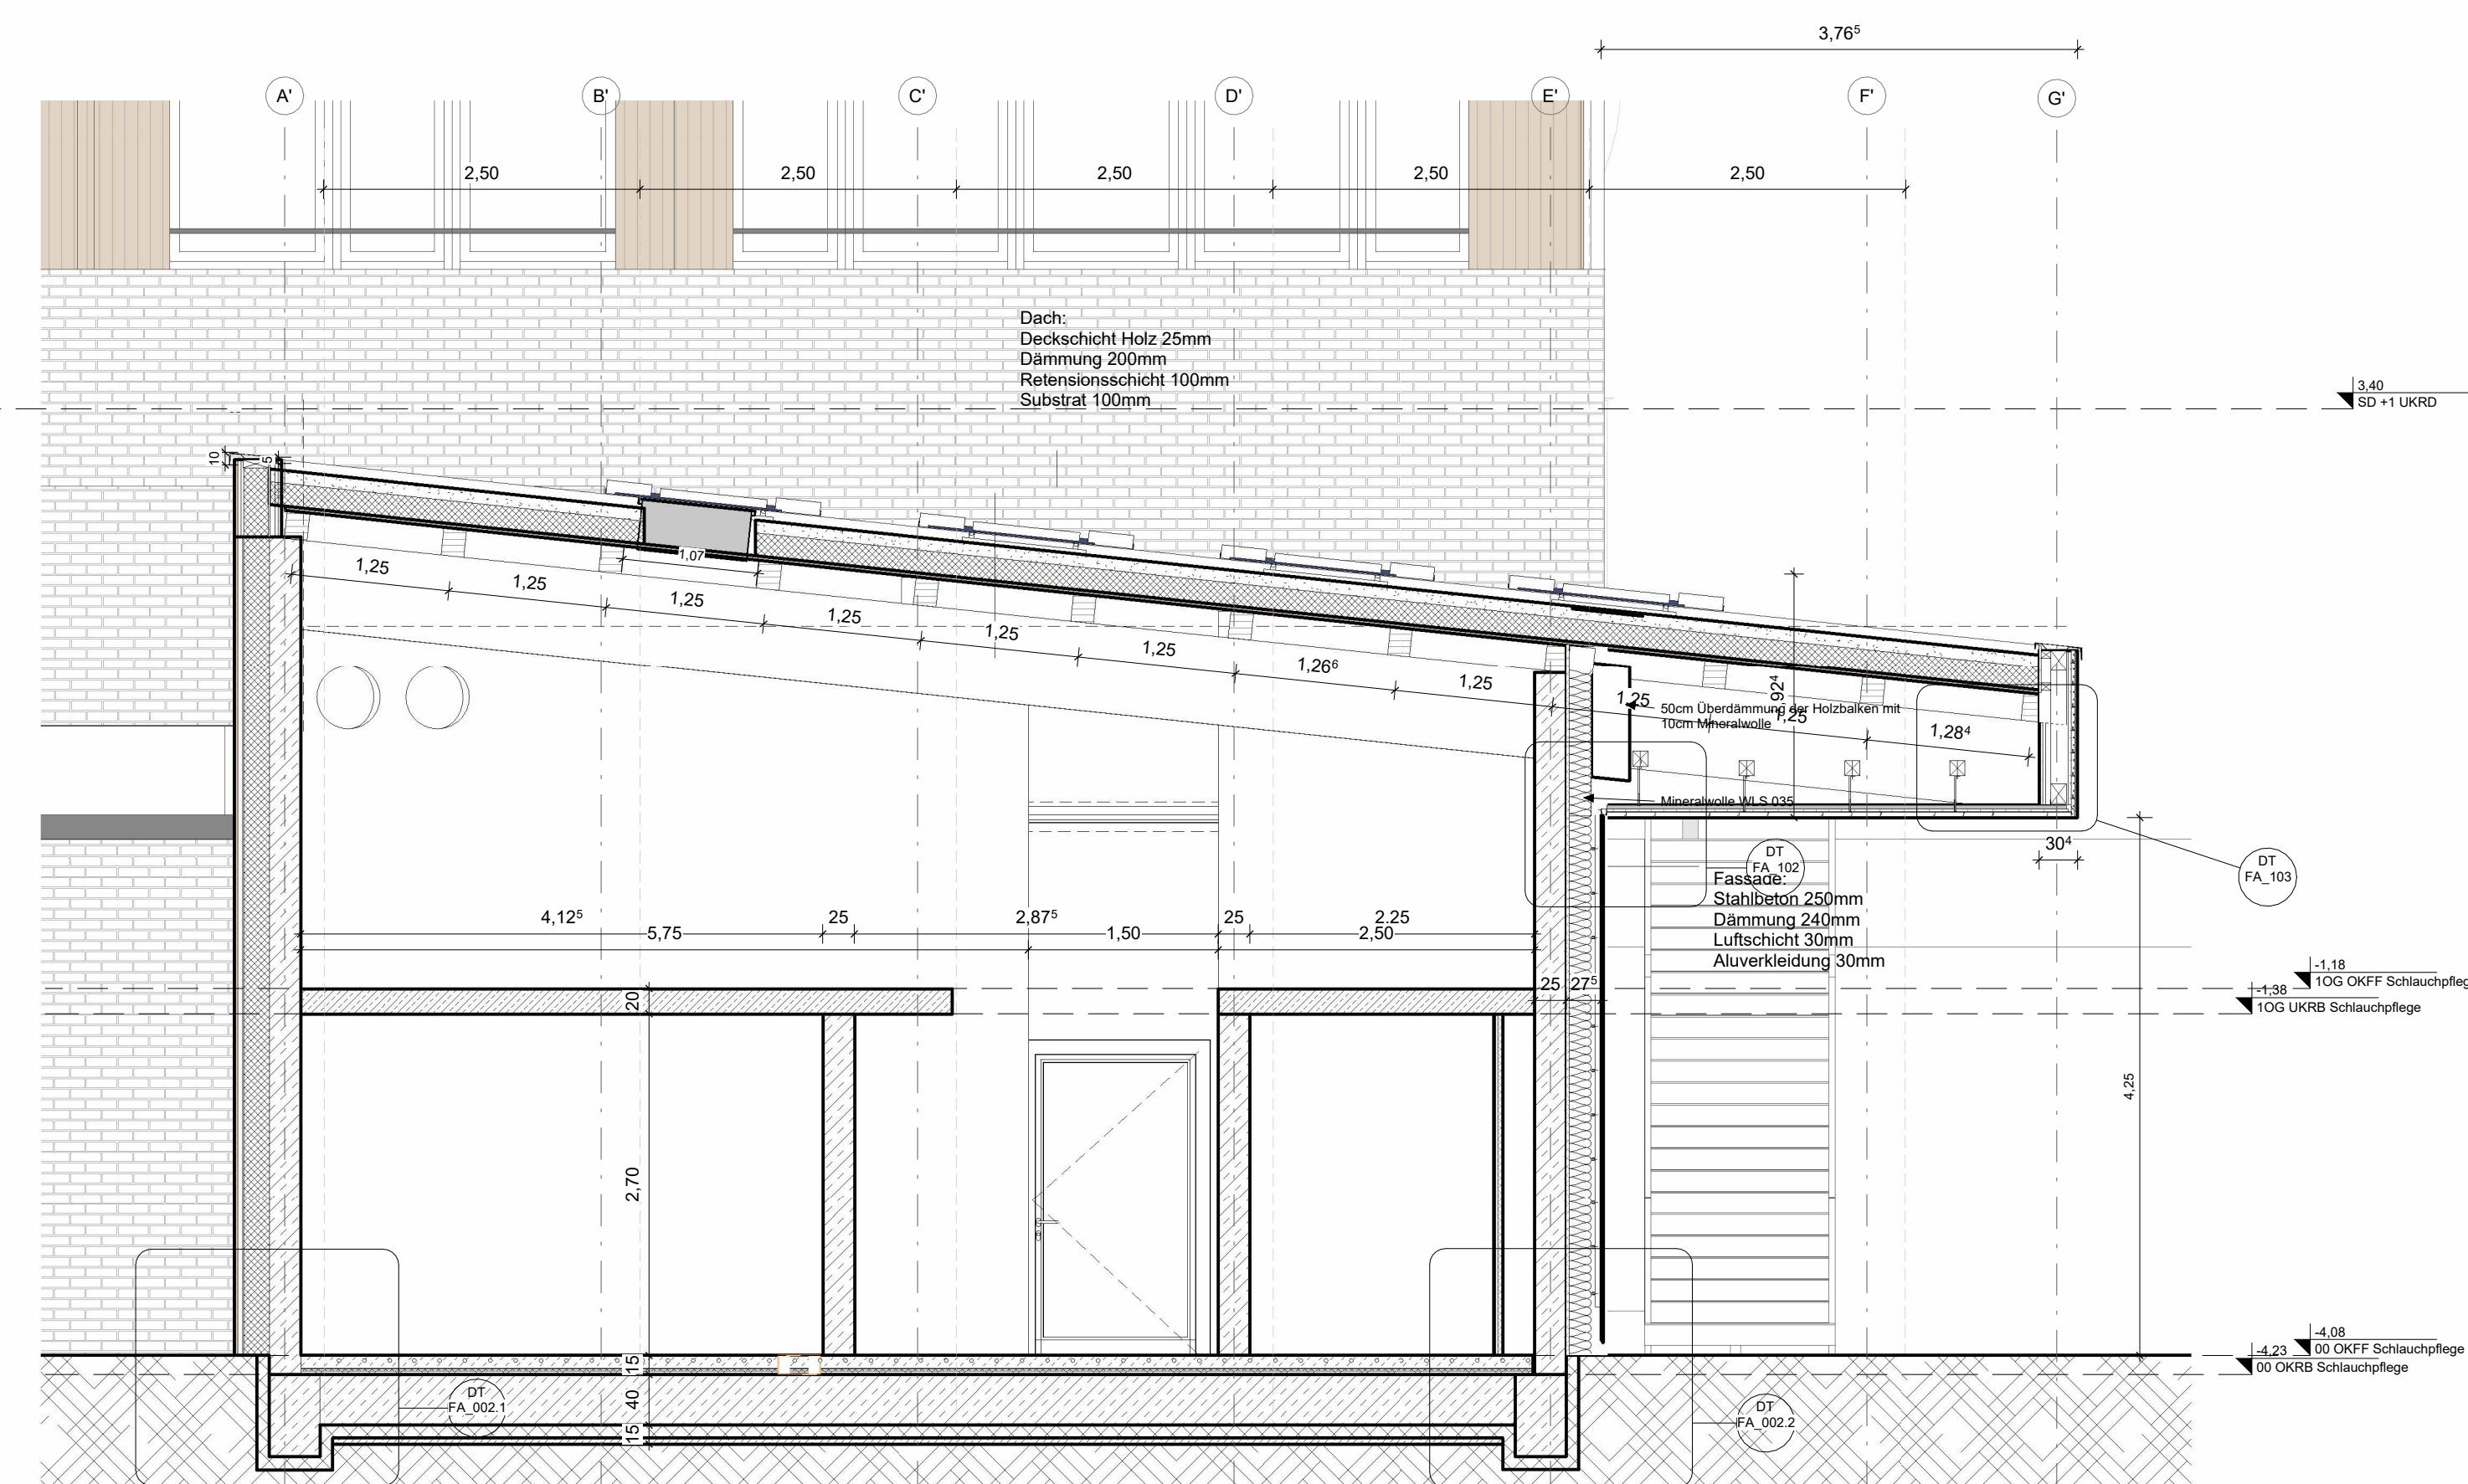 3,76⁵
A'
B'
C'
D'
E'
F'
G'
2,50
2,50
2,50
2,50
2,50
Dach:
Deckschicht Holz 25mm
Dämmung 200mm
Retensionsschicht 100mm
Substrat 100mm
3,40
SD +1 UKRD
10
5
1,07
1,25
1,25
1,25
1,25
1,25
1,25
1,26⁶
1,25
1,25
1,25
1,28⁴
1,92⁴
50cm Überdämmung der Holzbalken mit
10cm Mineralwolle
Mineralwolle WLS 035
30⁴
DT
FA_102
DT
FA_103
Fassade:
Stahlbeton 250mm
Dämmung 240mm
Luftschicht 30mm
Aluverkleidung 30mm
4,12⁵
25
2,87⁵
25
2.25
5,75
1,50
2,50
25
27⁵
-1,18
1OG OKFF Schlauchpfleg
-1,38
1OG UKRB Schlauchpflege
20
2,70
4,25
15
40
15
-4,08
00 OKFF Schlauchpflege
-4,23
00 OKRB Schlauchpflege
DT
FA_002.1
DT
FA_002.2